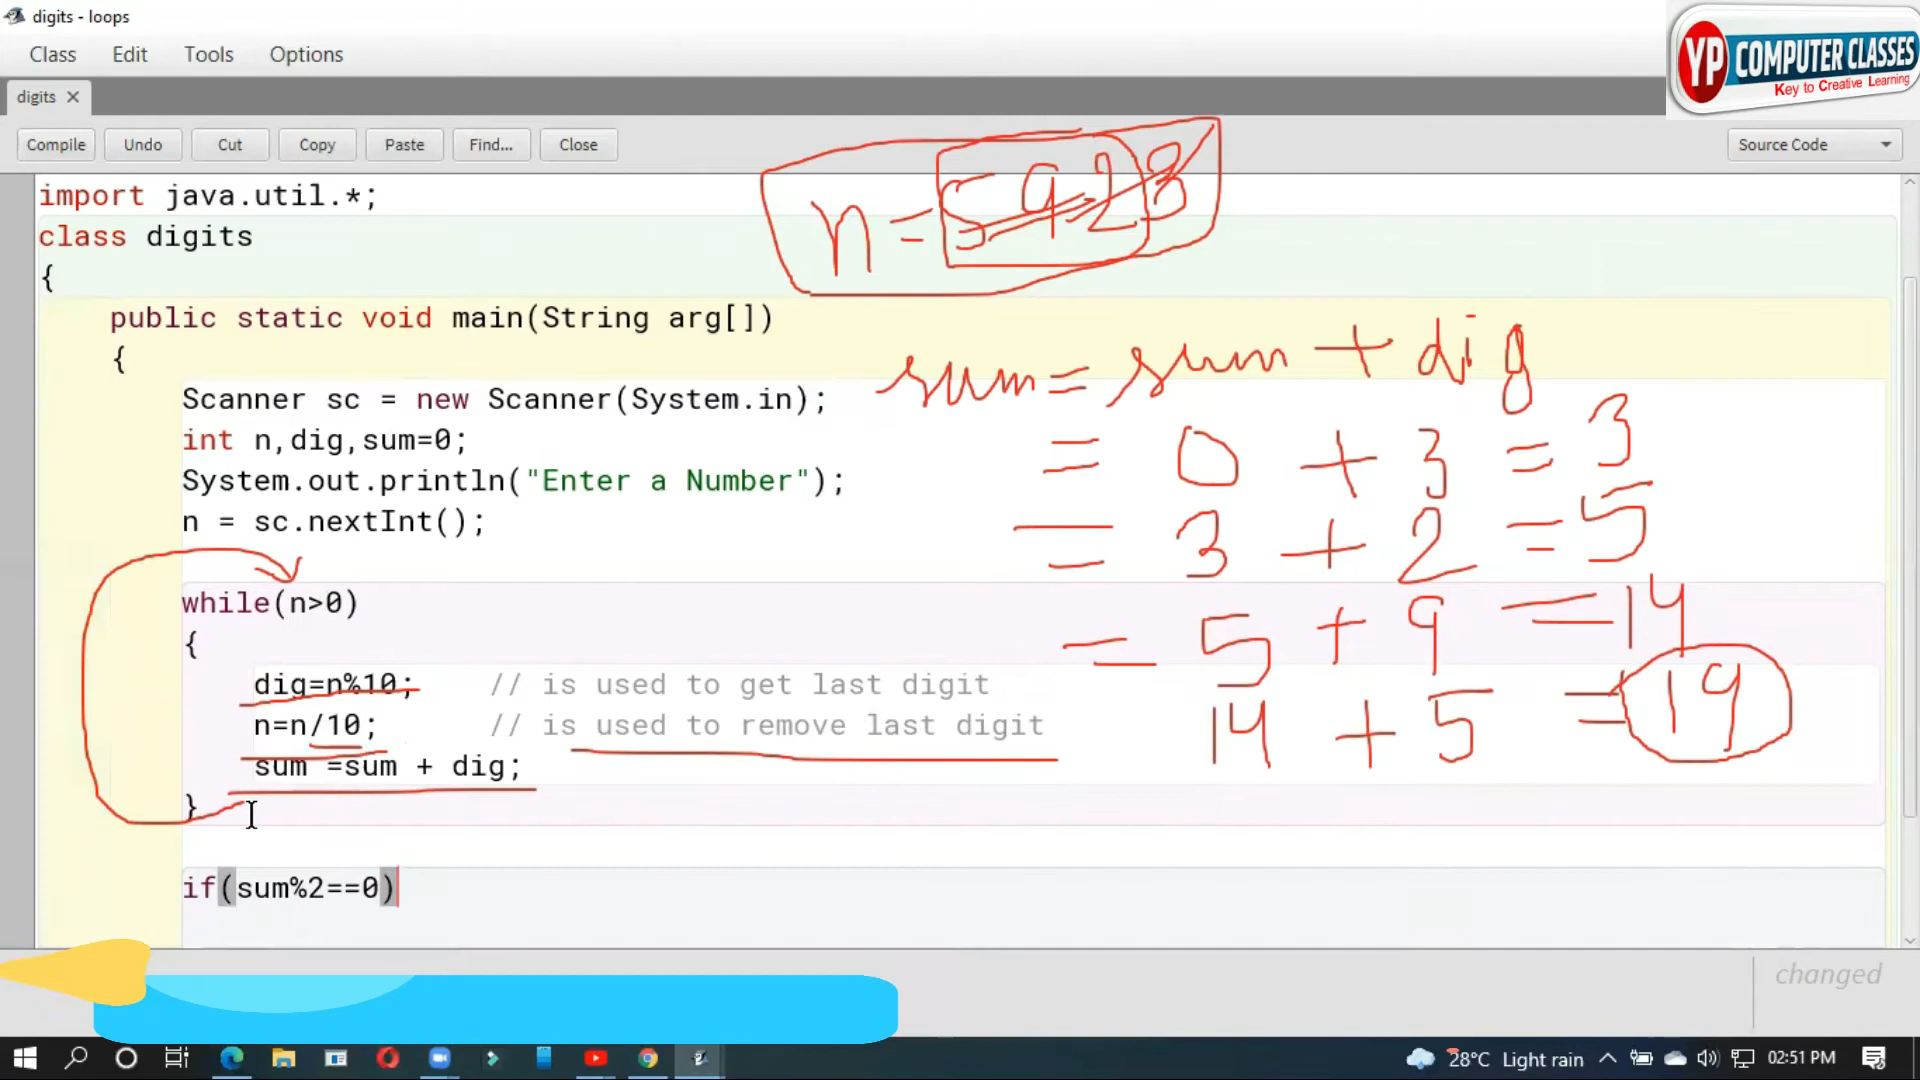 digits - loops
Class Edit Tools Options
YP COMPUTER CLASSES
Key to Creative Learning
digits
Compile Undo Cut Copy Paste Find... Close Source Code
n = 5923
import java.util.*;
class digits
{
public static void main(String arg[])
{
sum = sum + dig
Scanner sc = new Scanner(System.in);
int n,dig,sum=0;
= 0 + 3 = 3
System.out.println("Enter a Number");
n = sc.nextInt();
= 3 + 2 = 5
while(n>0)
{
= 5 + 9 = 14
dig=n%10; // is used to get last digit
n=n/10; // is used to remove last digit
14 + 5 = 19
sum =sum + dig;
}
if(sum%2==0)
changed
28°C Light rain 02:51 PM